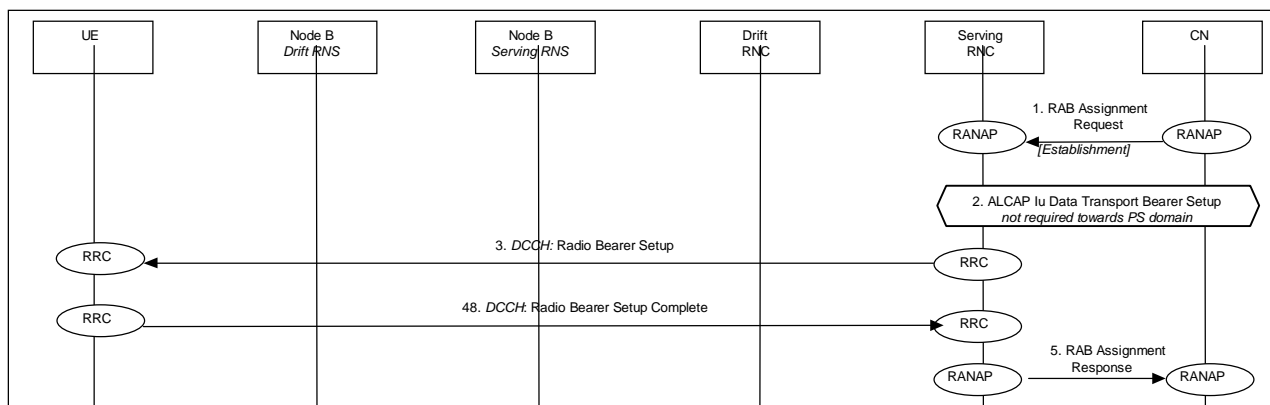 UE
Node B
Drift RNS
Node B
Serving RNS
Drift
RNC
Serving
RNC
CN
1. RAB Assignment
Request
RANAP
RANAP
[Establishment]
2. ALCAP Iu Data Transport Bearer Setup
not required towards PS domain
3. DCCH: Radio Bearer Setup
RRC
RRC
48. DCCH: Radio Bearer Setup Complete
RRC
RRC
5. RAB Assignment
Response
RANAP
RANAP